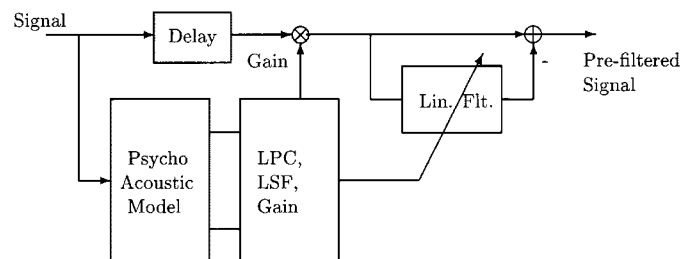 Signal
Delay
Gain
-
Pre-filtered
Signal
Lin. Flt.
Psycho
Acoustic
Model
LPC,
LSF,
Gain